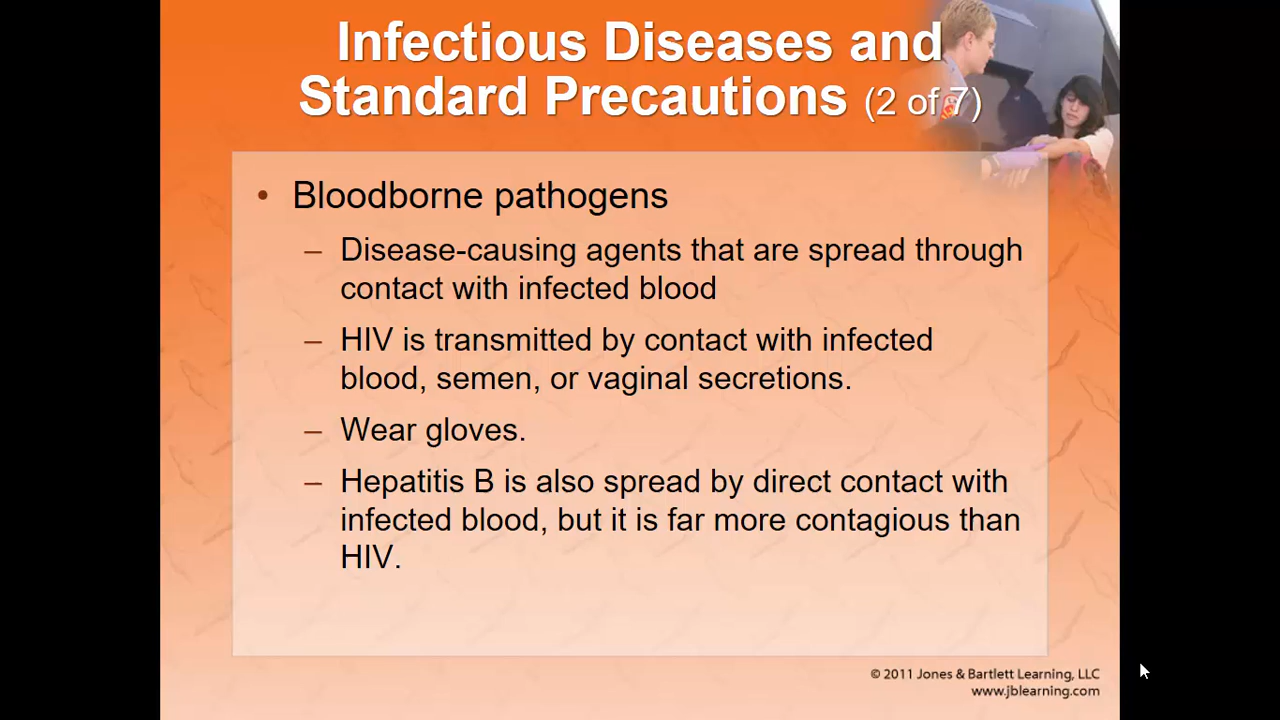 Infectious Diseases and
Standard Precautions (2 of 7)
• Bloodborne pathogens
– Disease-causing agents that are spread through
contact with infected blood
– HIV is transmitted by contact with infected
blood, semen, or vaginal secretions.
– Wear gloves.
– Hepatitis B is also spread by direct contact with
infected blood, but it is far more contagious than
HIV.
© 2011 Jones & Bartlett Learning, LLC
www.jblearning.com